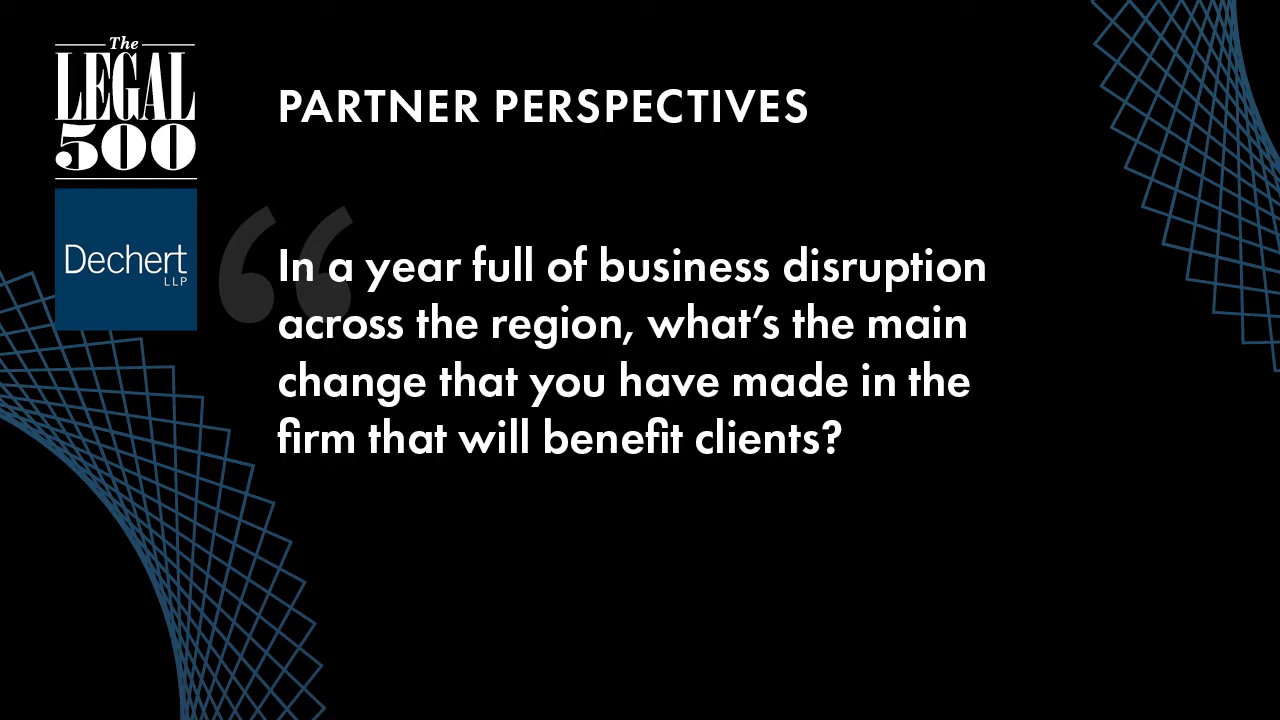 The
LEGAL
500
Dechert
LLP
PARTNER PERSPECTIVES
“
In a year full of business disruption
across the region, what’s the main
change that you have made in the
firm that will benefit clients?